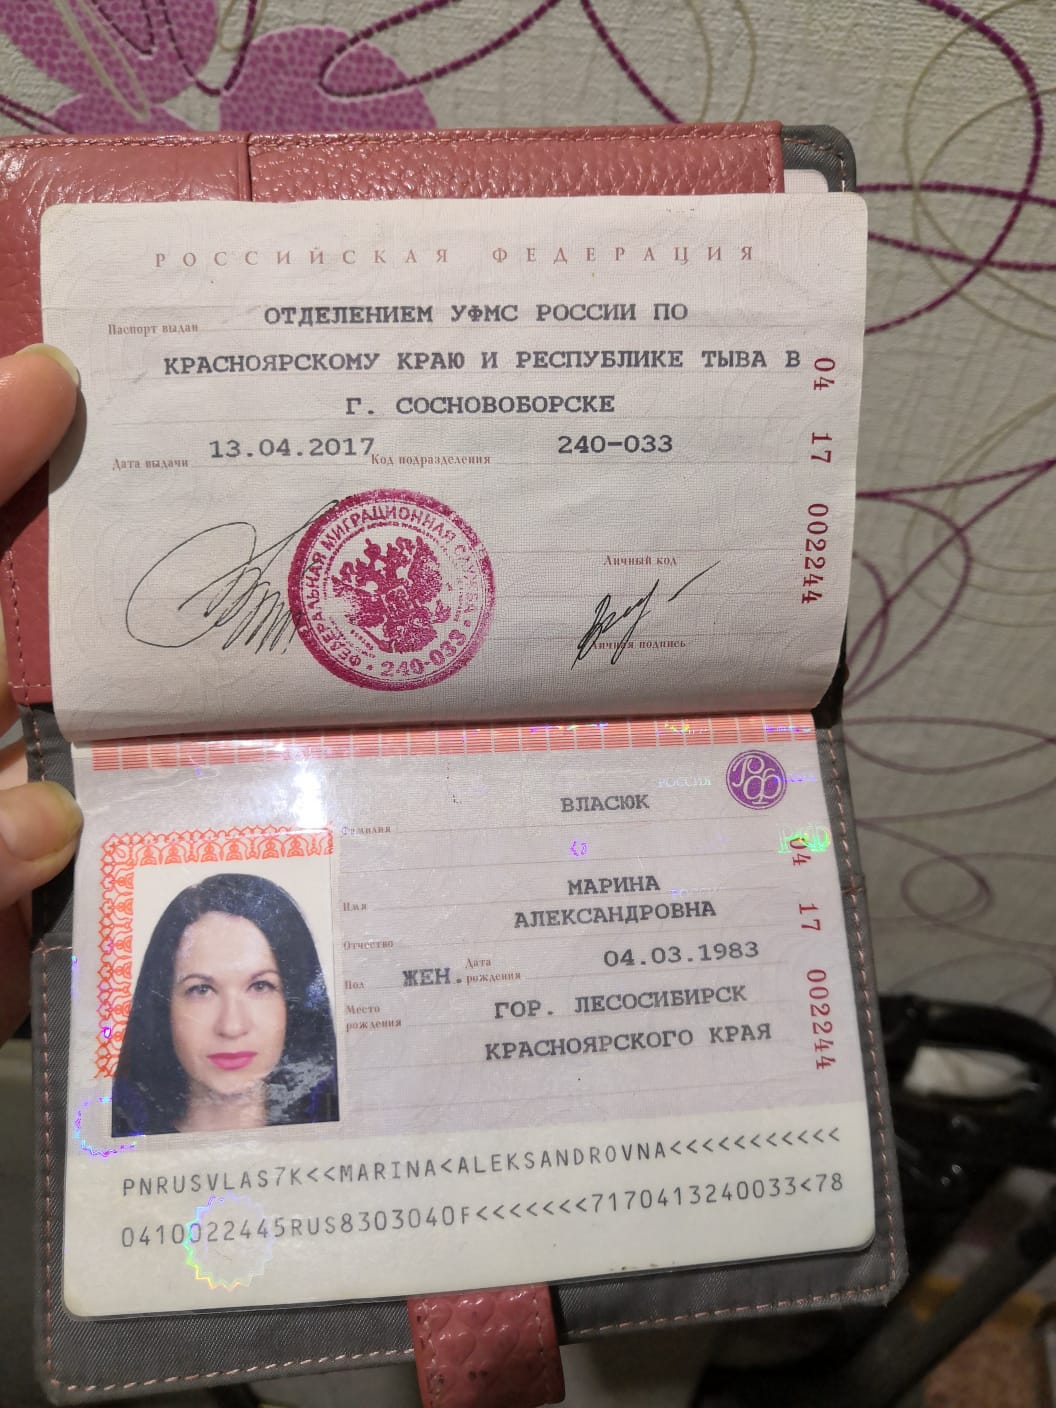 РОССИЙСКАЯ ФЕДЕРАЦИЯ
Паспорт выдан ОТДЕЛЕНИЕМ УФМС РОССИИ ПО
КРАСНОЯРСКОМУ КРАЮ И РЕСПУБЛИКЕ ТЫВА В
Г. СОСНОВОБОРСКЕ
Дата выдачи 13.04.2017 Код подразделения 240-033
04 17 002244
ФЕДЕРАЛЬНАЯ МИГРАЦИОННАЯ СЛУЖБА
240-033
Личный код
Личная подпись
РОССИЯ РФ
Фамилия ВЛАСЮК
Имя МАРИНА
Отчество АЛЕКСАНДРОВНА
Пол ЖЕН. Дата рождения 04.03.1983
Место рождения ГОР. ЛЕСОСИБИРСК
КРАСНОЯРСКОГО КРАЯ
04 17 002244
PNRUSVLAS7K<<MARINA<ALEKSANDROVNA<<<<<<<<<<<
0410022445RUS8303040F<<<<<<<7170413240033<78